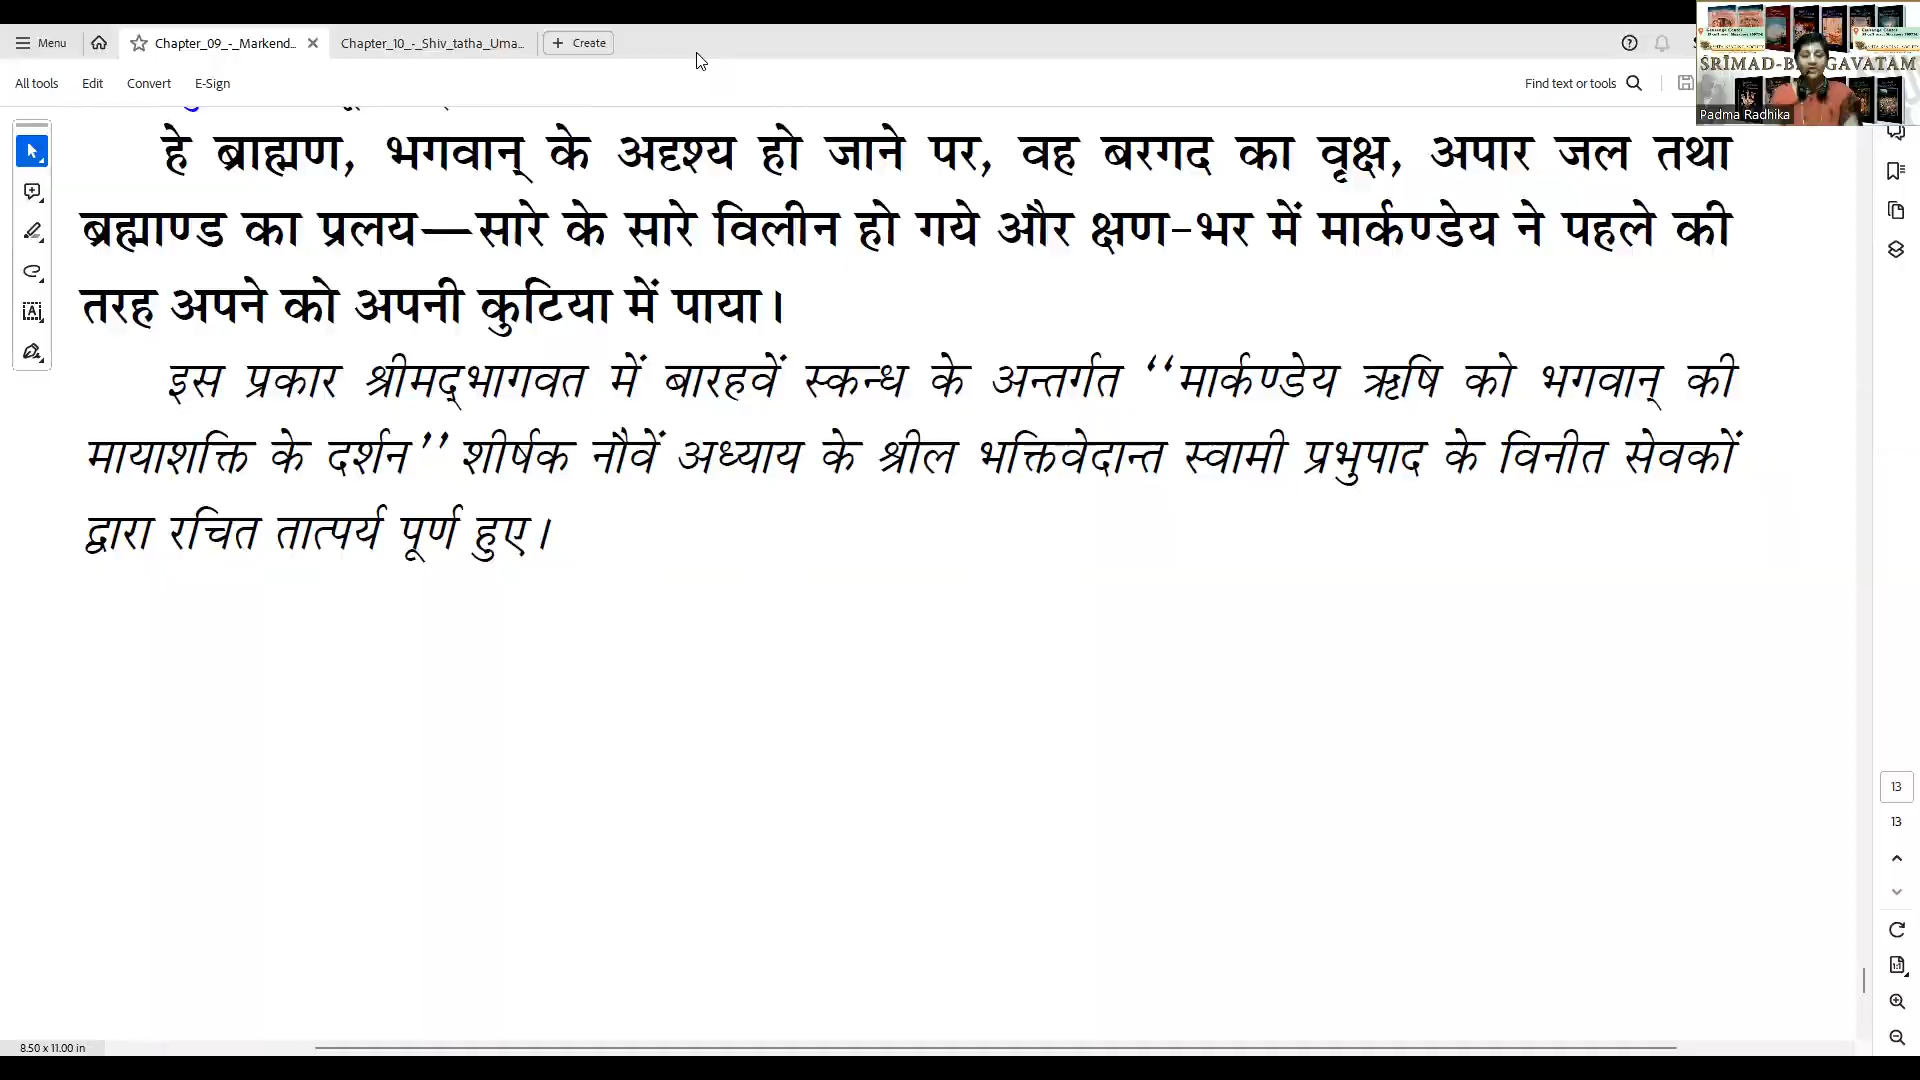 Menu
Chapter_09_-_Markend...
Chapter_10_-_Shiv_tatha_Uma...
Create
All tools
Edit
Convert
E-Sign
Find text or tools
ŚRĪMAD-BHĀGAVATAM
Padma Radhika
हे ब्राह्मण, भगवान् के अदृश्य हो जाने पर, वह बरगद का वृक्ष, अपार जल तथा
ब्रह्माण्ड का प्रलय—सारे के सारे विलीन हो गये और क्षण-भर में मार्कण्डेय ने पहले की
तरह अपने को अपनी कुटिया में पाया।
इस प्रकार श्रीमद्भागवत में बारहवें स्कन्ध के अन्तर्गत ‘‘मार्कण्डेय ऋषि को भगवान् की
मायाशक्ति के दर्शन’’ शीर्षक नौवें अध्याय के श्रील भक्तिवेदान्त स्वामी प्रभुपाद के विनीत सेवकों
द्वारा रचित तात्पर्य पूर्ण हुए।
13
13
8.50 x 11.00 in